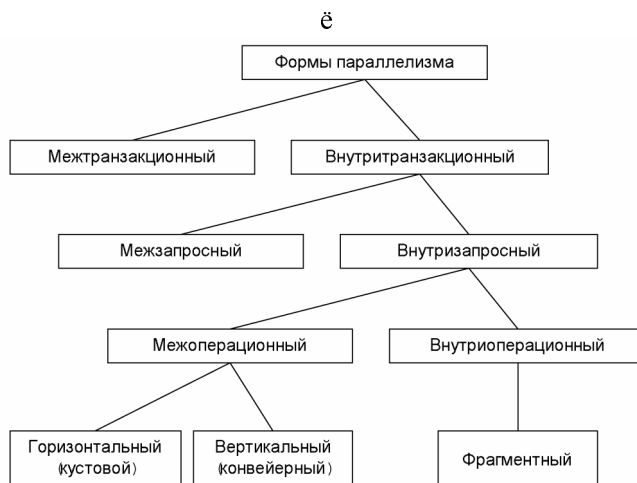 ё
Формы параллелизма
Межтранзакционный
Внутритранзакционный
Межзапросный
Внутризапросный
Межоперационный
Внутриоперационный
Горизонтальный
(кустовой)
Вертикальный
(конвейерный)
Фрагментный